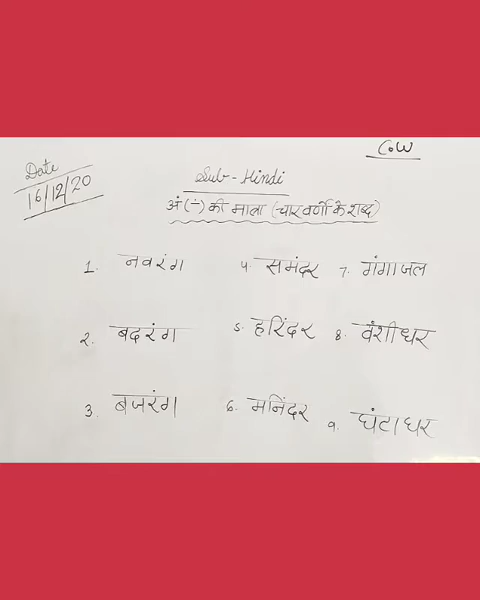 C.W
Date
16/12/20
Sub - Hindi
अं (ं) की मात्रा (चार वर्णो के शब्द)
1. नवरंग 4. समंदर 7. गंगाजल
2. बदरंग 5. हरिंदर 8. वंशीधर
3. बजरंग 6. मनिंदर 9. घंटाघर